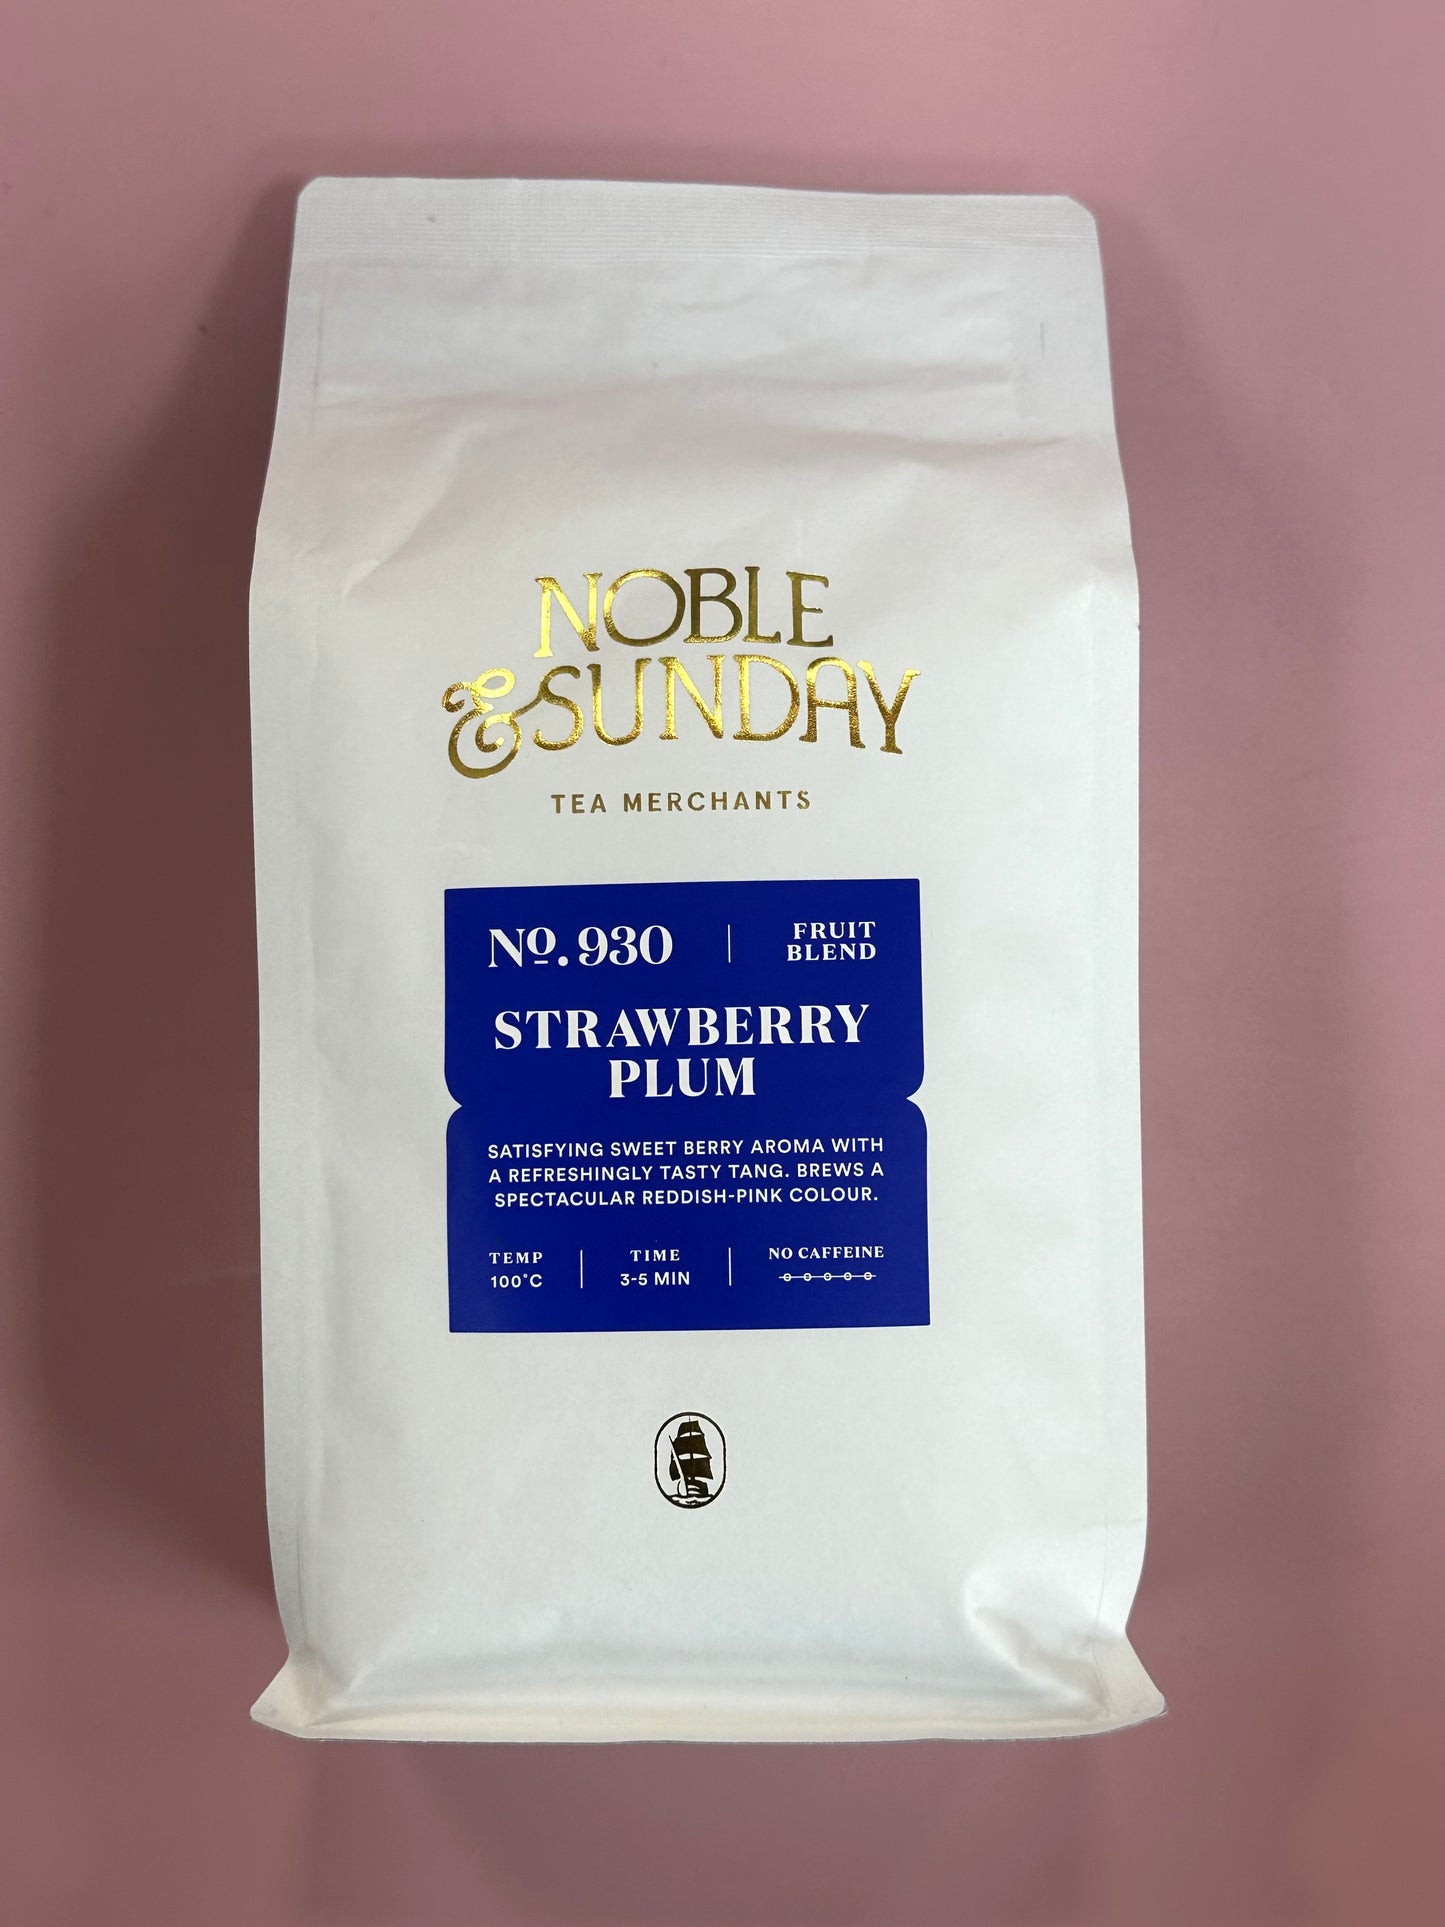 NOBLE
& SUNDAY
TEA MERCHANTS
Nº. 930
FRUIT
BLEND
STRAWBERRY
PLUM
SATISFYING SWEET BERRY AROMA WITH
A REFRESHINGLY TASTY TANG. BREWS A
SPECTACULAR REDDISH-PINK COLOUR.
TEMP
100°C
TIME
3-5 MIN
NO CAFFEINE